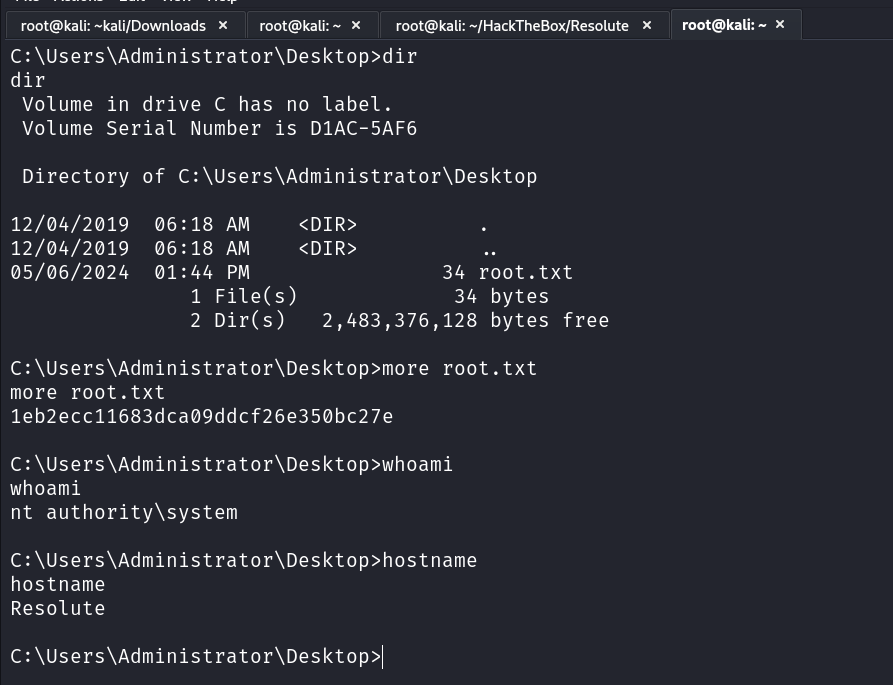 root@kali: ~kali/Downloads × root@kali: ~ × root@kali: ~/HackTheBox/Resolute × root@kali: ~ ×
C:\Users\Administrator\Desktop>dir
dir
 Volume in drive C has no label.
 Volume Serial Number is D1AC-5AF6

 Directory of C:\Users\Administrator\Desktop

12/04/2019  06:18 AM    <DIR>          .
12/04/2019  06:18 AM    <DIR>          ..
05/06/2024  01:44 PM                34 root.txt
               1 File(s)             34 bytes
               2 Dir(s)   2,483,376,128 bytes free

C:\Users\Administrator\Desktop>more root.txt
more root.txt
1eb2ecc11683dca09ddcf26e350bc27e

C:\Users\Administrator\Desktop>whoami
whoami
nt authority\system

C:\Users\Administrator\Desktop>hostname
hostname
Resolute

C:\Users\Administrator\Desktop>